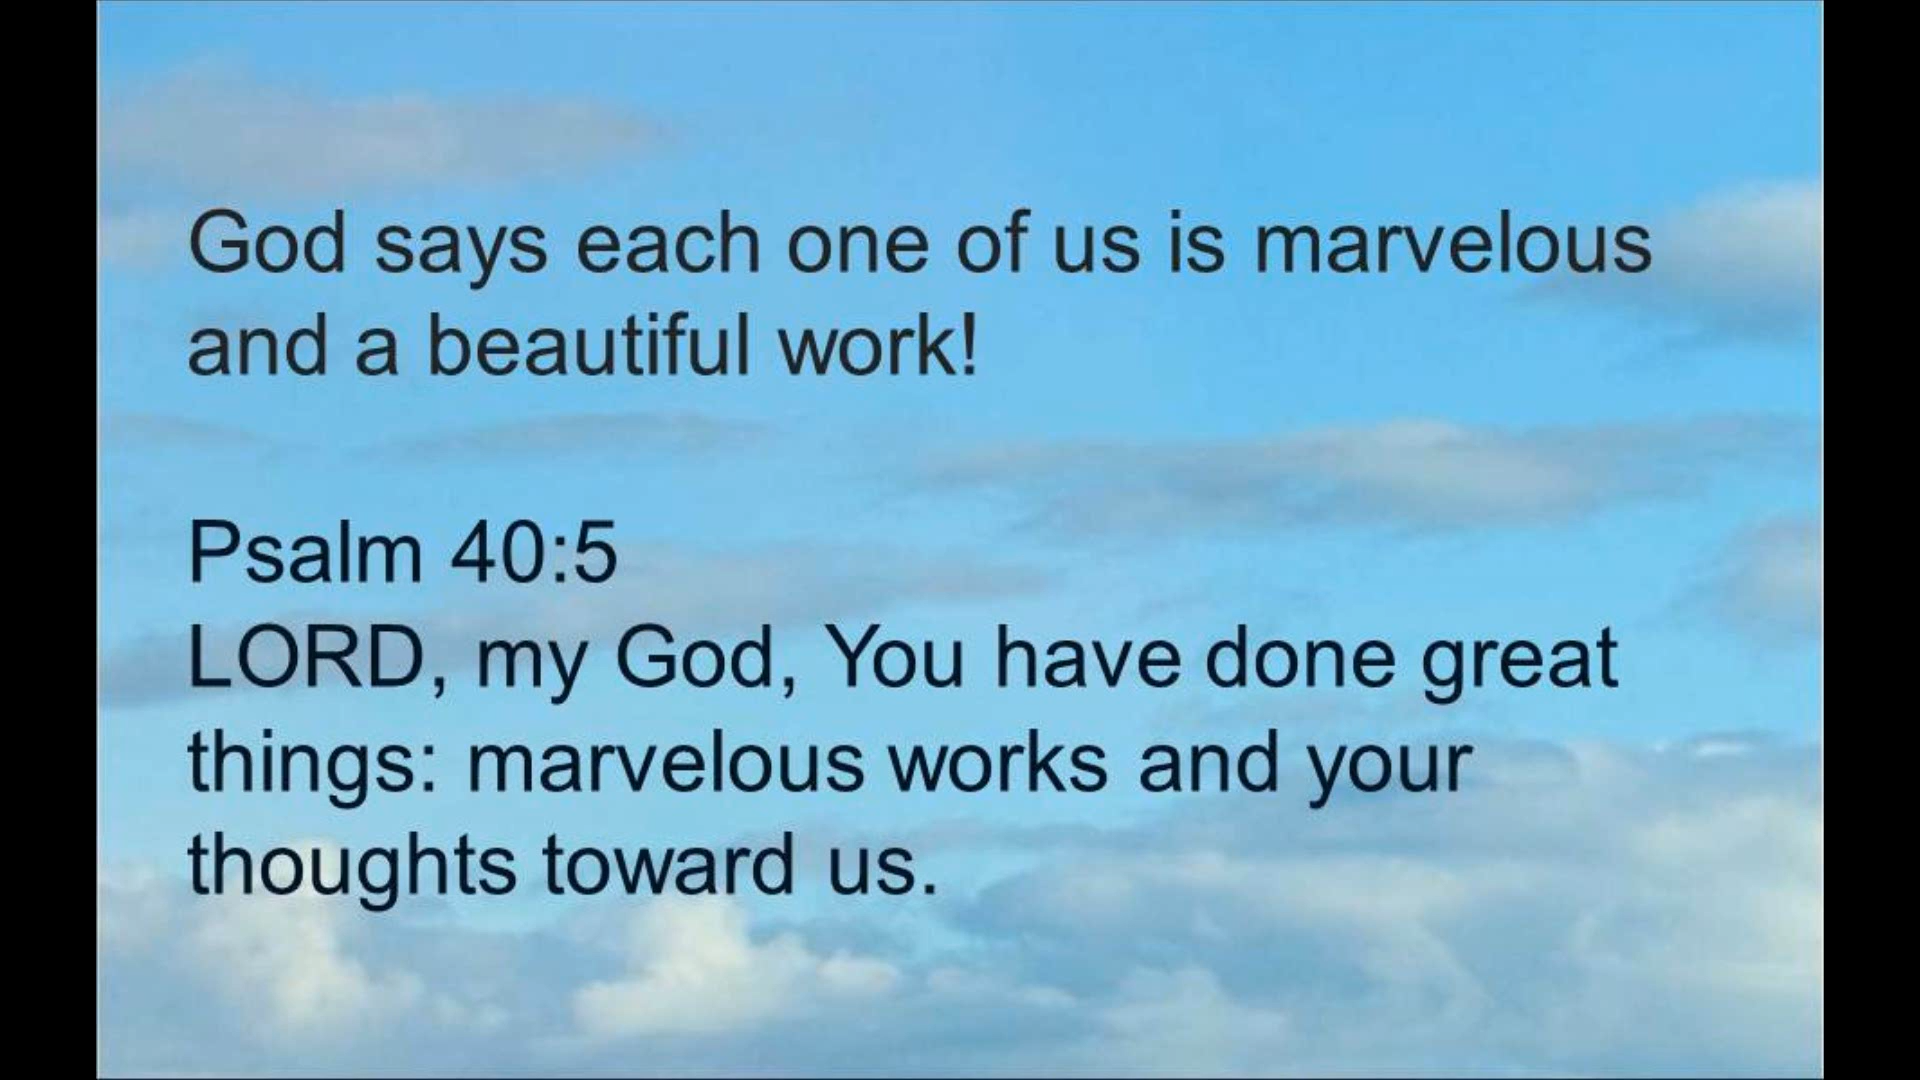 God says each one of us is marvelous
and a beautiful work!
Psalm 40:5
LORD, my God, You have done great
things: marvelous works and your
thoughts toward us.